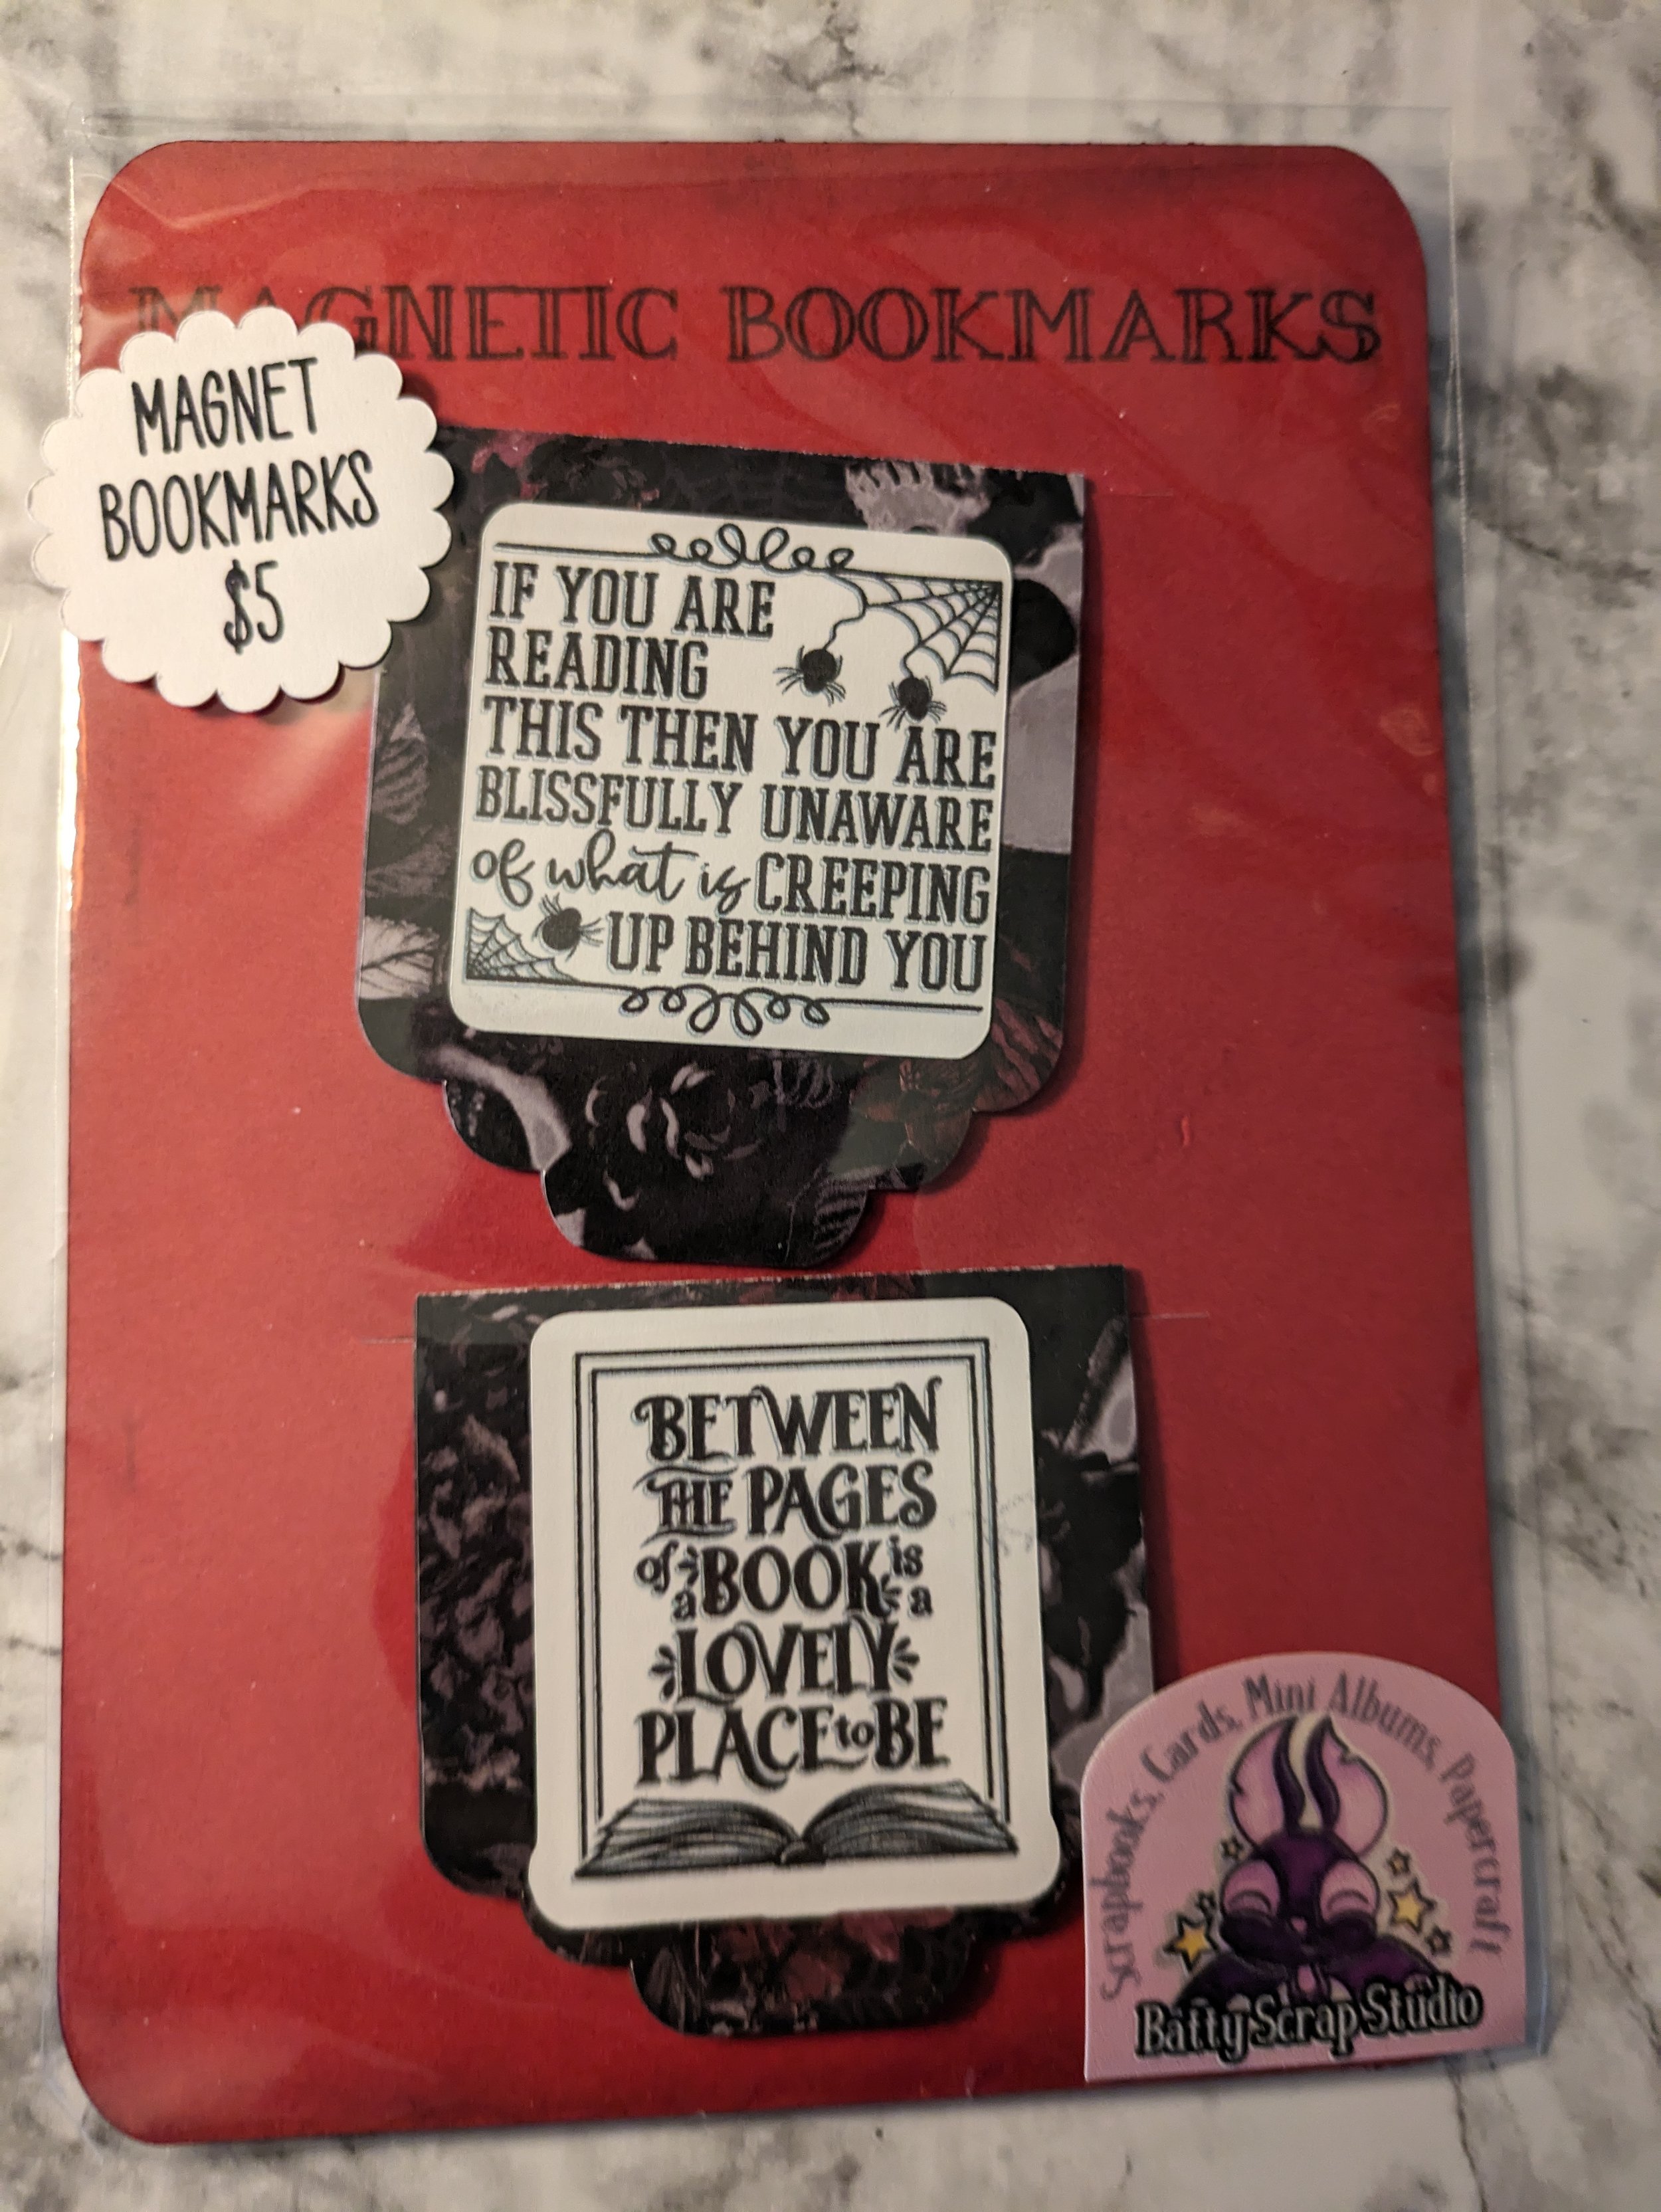 MAGNETIC BOOKMARKS
MAGNET
BOOKMARKS
$5
IF YOU ARE
READING
THIS THEN YOU ARE
BLISSFULLY UNAWARE
of what is CREEPING
UP BEHIND YOU
BETWEEN
THE PAGES
of a BOOK is a
LOVELY
PLACE to BE
Scrapbooks, Cards, Mini Albums, Papercraft
Batty Scrap Studio